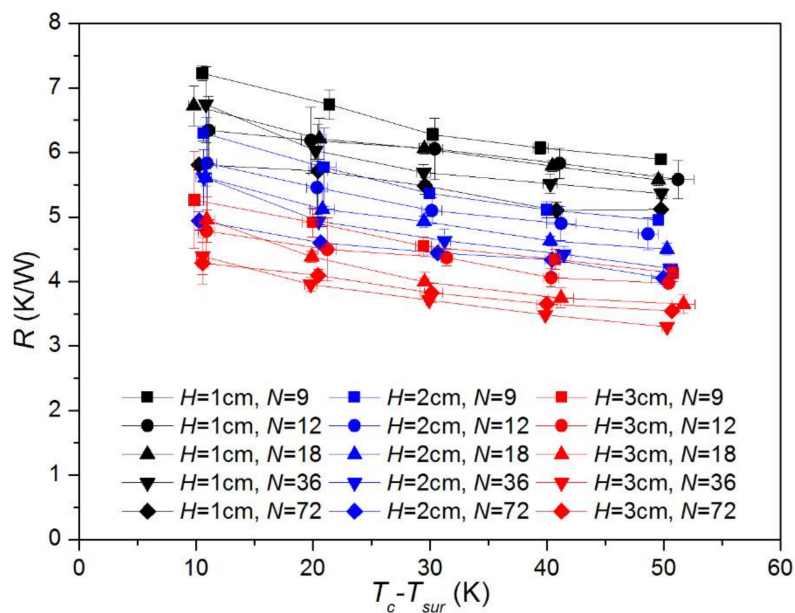 8
7
6
5
4
3
2
1
0
R (K/W)
H=1cm, N=9 H=2cm, N=9 H=3cm, N=9
H=1cm, N=12 H=2cm, N=12 H=3cm, N=12
H=1cm, N=18 H=2cm, N=18 H=3cm, N=18
H=1cm, N=36 H=2cm, N=36 H=3cm, N=36
H=1cm, N=72 H=2cm, N=72 H=3cm, N=72
0 10 20 30 40 50 60
Tc-Tsur (K)